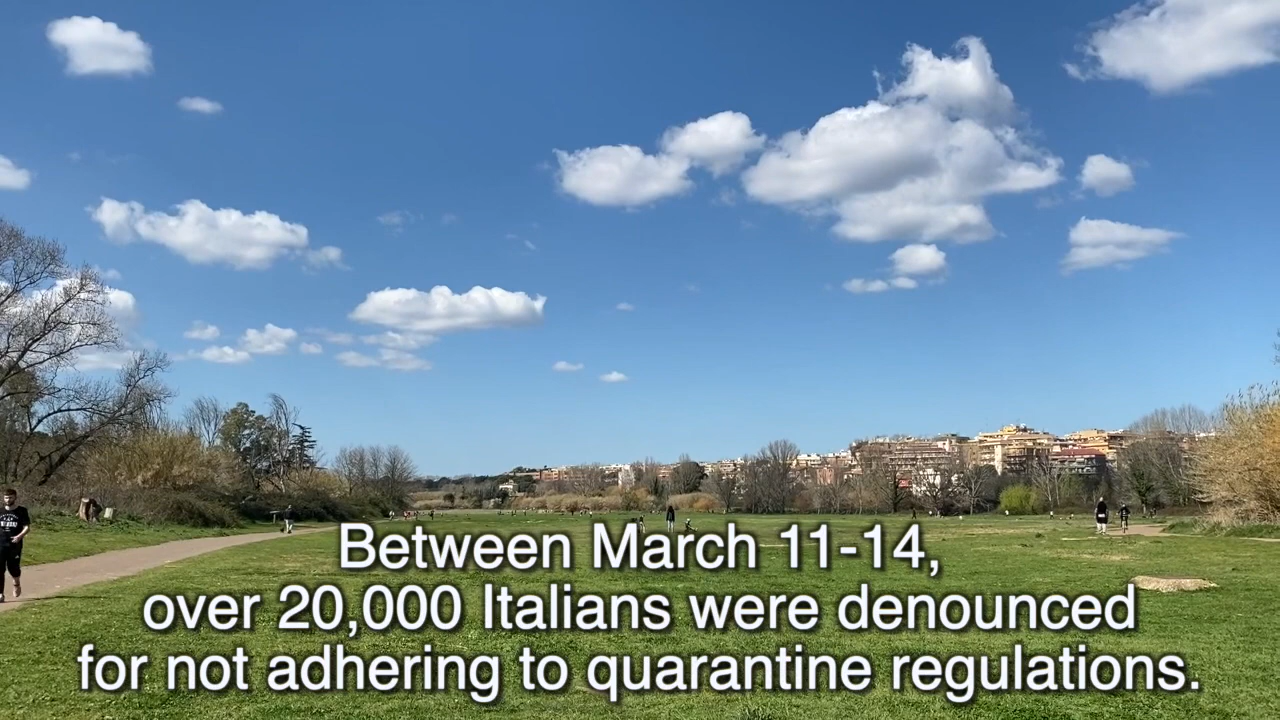 Between March 11-14,
over 20,000 Italians were denounced
for not adhering to quarantine regulations.